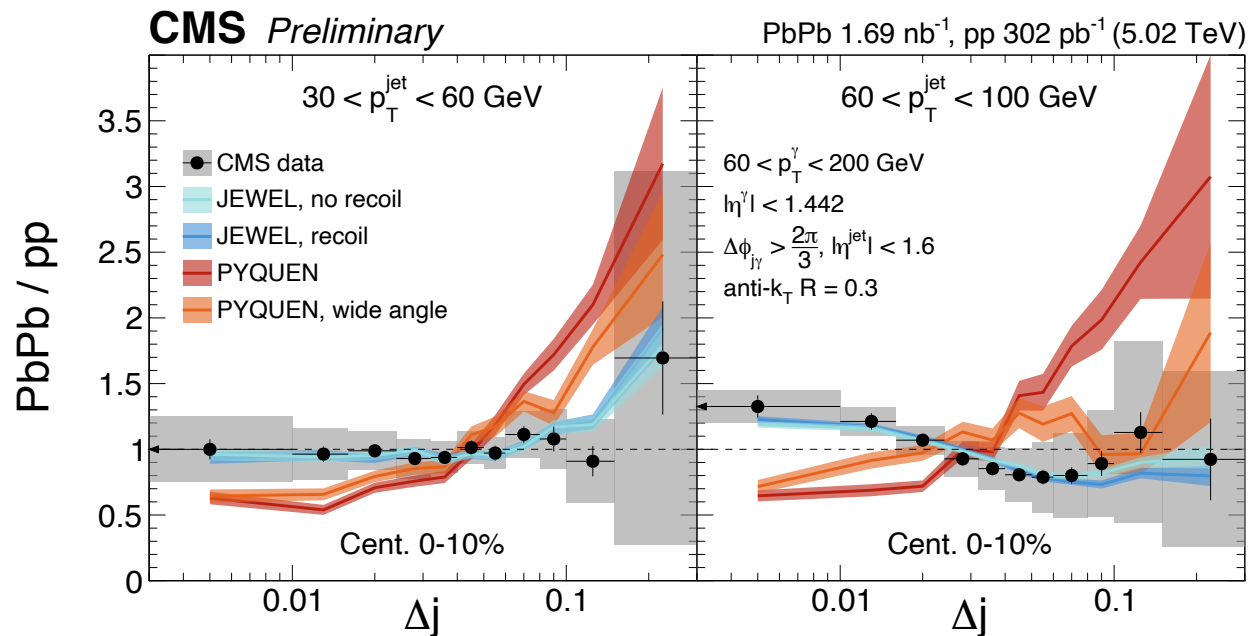 CMS Preliminary
PbPb 1.69 nb⁻¹, pp 302 pb⁻¹ (5.02 TeV)
30 < p_T^jet < 60 GeV
60 < p_T^jet < 100 GeV
CMS data
JEWEL, no recoil
JEWEL, recoil
PYQUEN
PYQUEN, wide angle
60 < p_T^γ < 200 GeV
|η^γ| < 1.442
Δϕ_jγ > 2π/3, |η^jet| < 1.6
anti-k_T R = 0.3
PbPb / pp
3.5
3
2.5
2
1.5
1
0.5
0
Cent. 0-10%
Cent. 0-10%
0.01
0.1
0.01
0.1
Δj
Δj